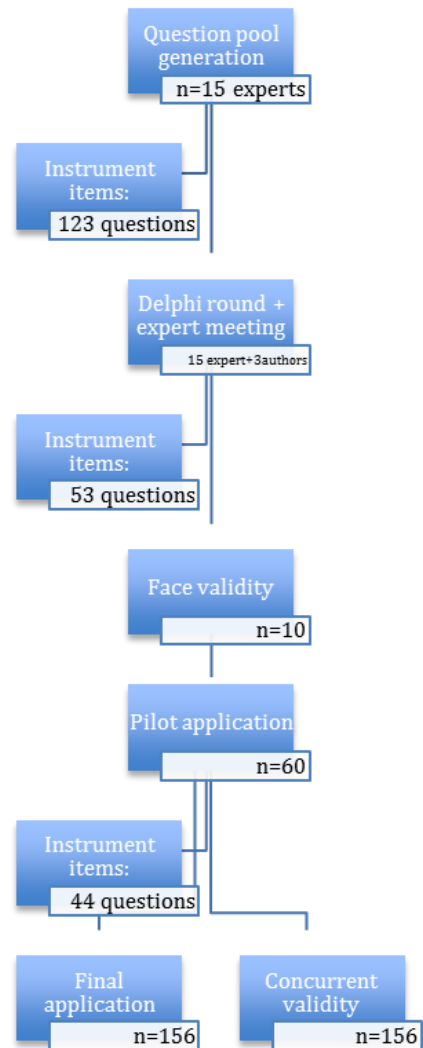 Question pool
generation
n=15 experts
Instrument
items:
123 questions
Delphi round +
expert meeting
15 expert+3authors
Instrument
items:
53 questions
Face validity
n=10
Pilot application
n=60
Instrument
items:
44 questions
Final
application
n=156
Concurrent
validity
n=156